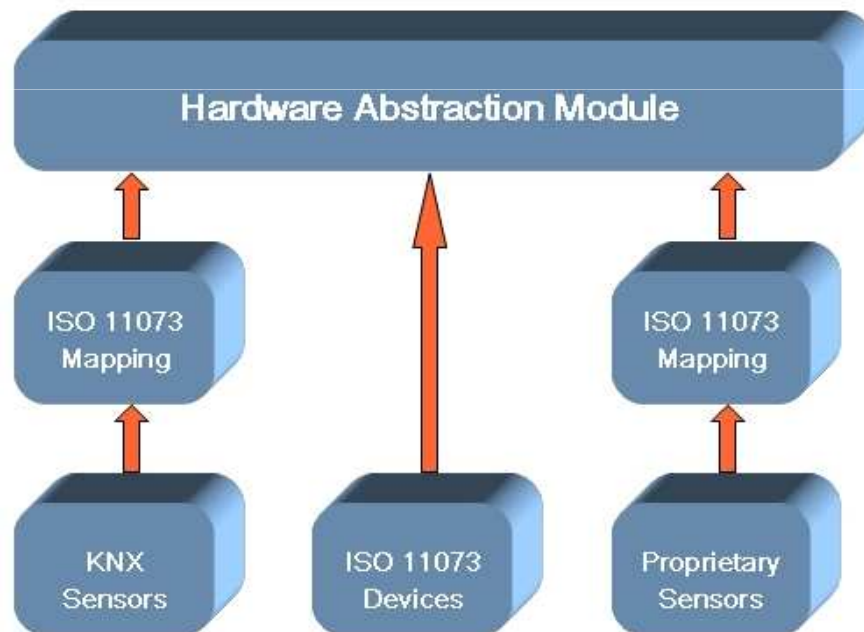 Hardware Abstraction Module
ISO 11073
Mapping
ISO 11073
Mapping
KNX
Sensors
ISO 11073
Devices
Proprietary
Sensors